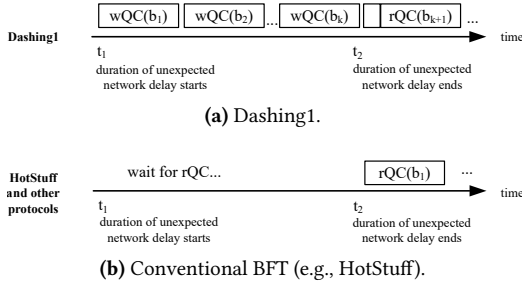 wQC(b1) wQC(b2) ... wQC(bk) rQC(bk+1) ...
Dashing1
time
t1 t2
duration of unexpected duration of unexpected
network delay starts network delay ends
(a) Dashing1.
wait for rQC... rQC(b1) ...
HotStuff
and other
protocols
time
t1 t2
duration of unexpected duration of unexpected
network delay starts network delay ends
(b) Conventional BFT (e.g., HotStuff).